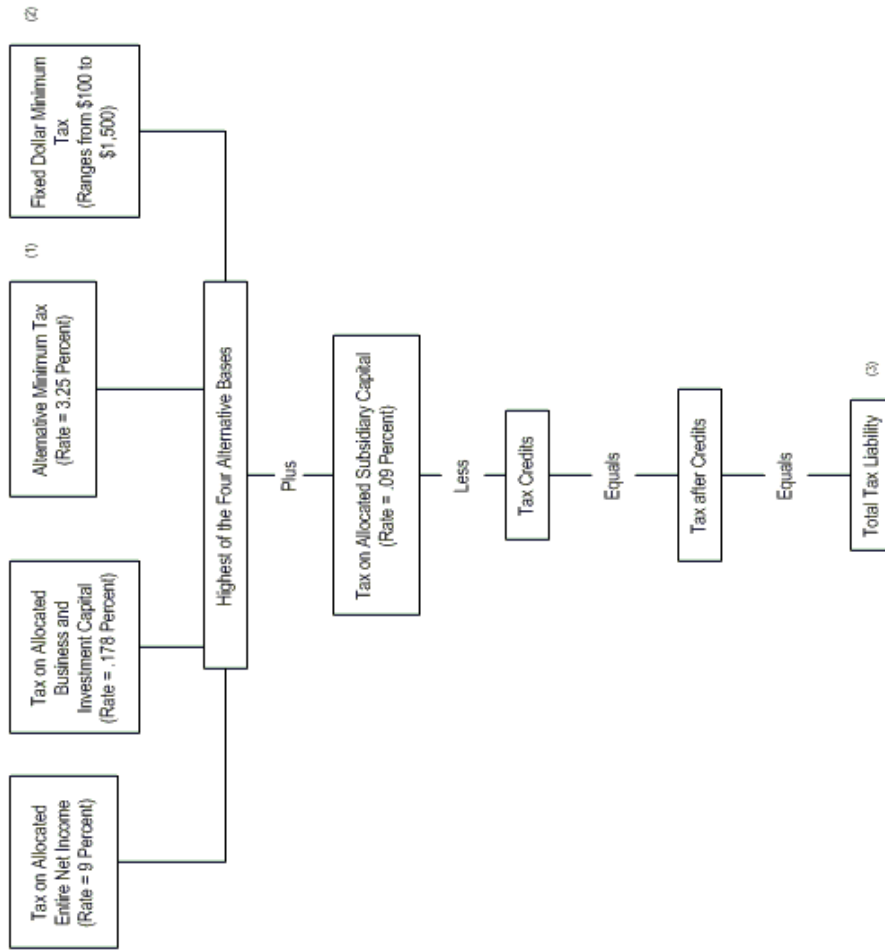 Tax on Allocated
Entire Net Income
(Rate = 9 Percent)
Tax on Allocated
Business and
Investment Capital
(Rate = .178 Percent)
Alternative Minimum Tax
(Rate = 3.25 Percent)
(1)
Fixed Dollar Minimum
Tax
(Ranges from $100 to
$1,500)
(2)
Highest of the Four Alternative Bases
Plus
Tax on Allocated Subsidiary Capital
(Rate = .09 Percent)
Less
Tax Credits
Equals
Tax after Credits
Equals
Total Tax Liability
(3)